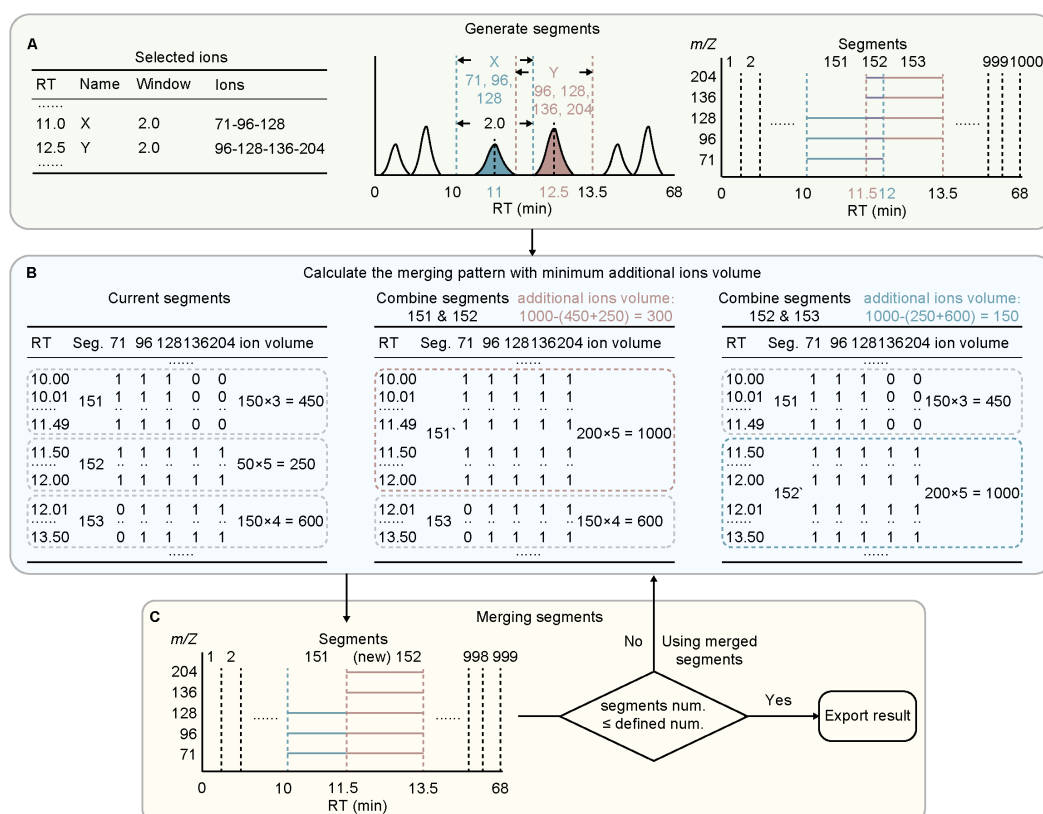 A
Selected ions
RT Name Window Ions
......
11.0 X 2.0 71-96-128
12.5 Y 2.0 96-128-136-204
......
Generate segments
X
71, 96,
128
Y
96, 128,
136, 204
2.0
0 10 11 12.5 13.5 68
RT (min)
m/Z Segments
1 2 151 152 153 999 1000
204
136
128 ...... ......
96
71
0 10 11.5 12 13.5 68
RT (min)
B
Calculate the merging pattern with minimum additional ions volume
Current segments
RT Seg. 71 96 128 136 204 ion volume
......
10.00 1 1 1 0 0
10.01 151 1 1 1 0 0 150×3 = 450
...... .. .. .. .. ..
11.49 1 1 1 0 0
11.50 1 1 1 1 1
...... 152 .. .. .. .. .. 50×5 = 250
12.00 1 1 1 1 1
12.01 0 1 1 1 1
...... 153 .. .. .. .. .. 150×4 = 600
13.50 0 1 1 1 1
......
Combine segments additional ions volume:
151 & 152 1000-(450+250) = 300
RT Seg. 71 96 128 136 204 ion volume
......
10.00 1 1 1 1 1
10.01 1 1 1 1 1
...... .. .. .. .. ..
11.49 1 1 1 1 1
151` 200×5 = 1000
11.50 1 1 1 1 1
...... .. .. .. .. ..
12.00 1 1 1 1 1
12.01 0 1 1 1 1
...... 153 .. .. .. .. .. 150×4 = 600
13.50 0 1 1 1 1
......
Combine segments additional ions volume:
152 & 153 1000-(250+600) = 150
RT Seg. 71 96 128 136 204 ion volume
......
10.00 1 1 1 0 0
10.01 151 1 1 1 0 0 150×3 = 450
...... .. .. .. .. ..
11.49 1 1 1 0 0
11.50 1 1 1 1 1
...... .. .. .. .. ..
12.00 1 1 1 1 1
152` 200×5 = 1000
12.01 1 1 1 1 1
...... .. .. .. .. ..
13.50 1 1 1 1 1
......
C
Merging segments
m/Z Segments
1 2 151 (new) 152 998 999
204
136
128 ...... ......
96
71
0 10 11.5 13.5 68
RT (min)
No Using merged
segments
segments num.
≤ defined num.
Yes
Export result